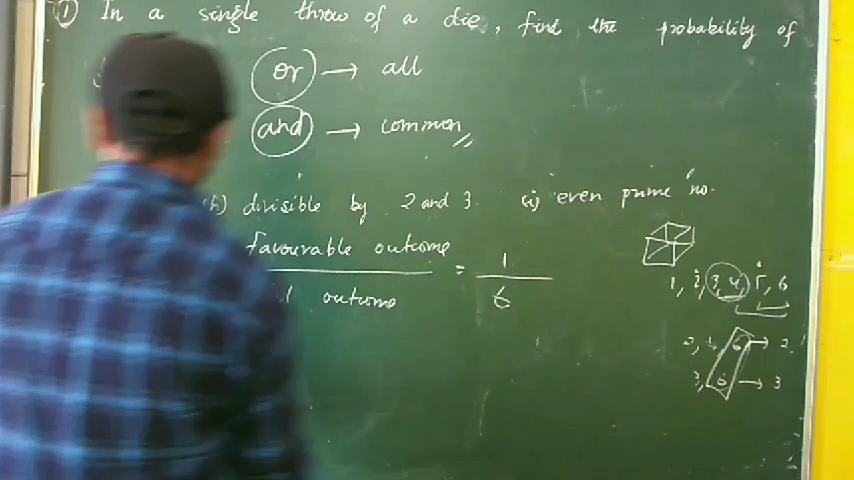 ① In a single throw of a die, find the probability of
or → all
and → common
(h) divisible by 2 and 3. (i) even prime no.
favourable outcome
outcome
= 1
6
1, 2, 3, 4, 5, 6
6 → 2
3, 6 → 3